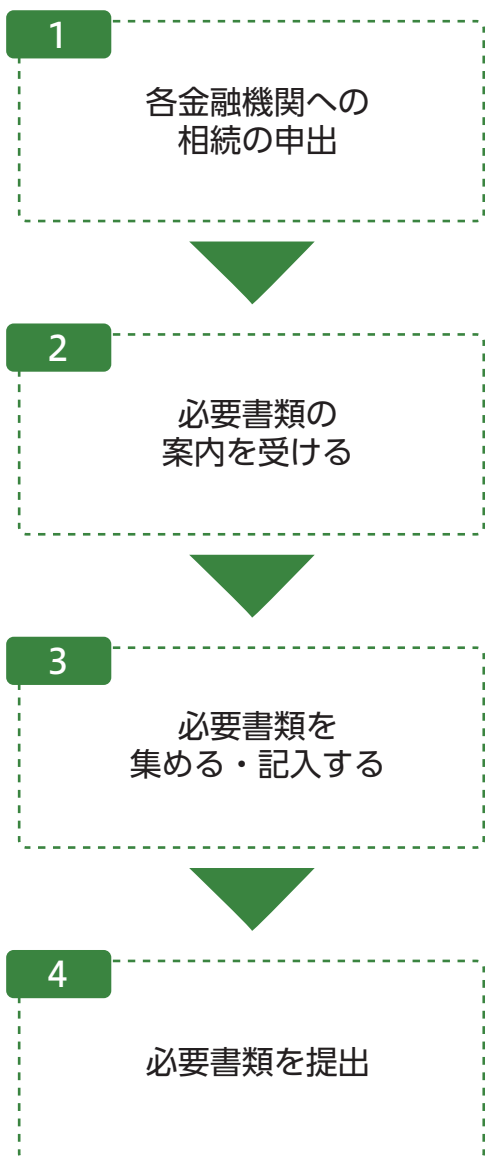 1
各金融機関への
相続の申出
2
必要書類の
案内を受ける
3
必要書類を
集める・記入する
4
必要書類を提出